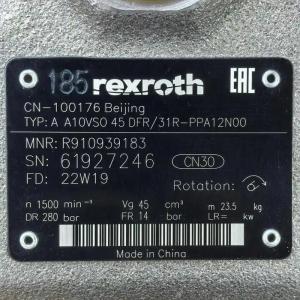 185 rexroth EAC
CN-100176 Beijing
TYP: A A10VSO 45 DFR/31R-PPA12N00
MNR: R910939183
SN: 61927246 CN30
FD: 22W19 Rotation:
n 1500 min⁻¹ Vg 45 cm³ m 23.5 kg
DR 280 bar FR 14 bar LR= kw
Made in China